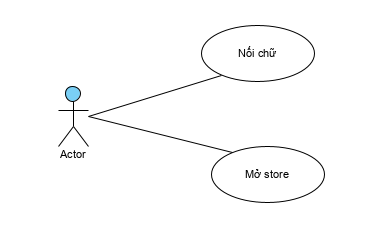 Nối chữ
Actor
Mở store